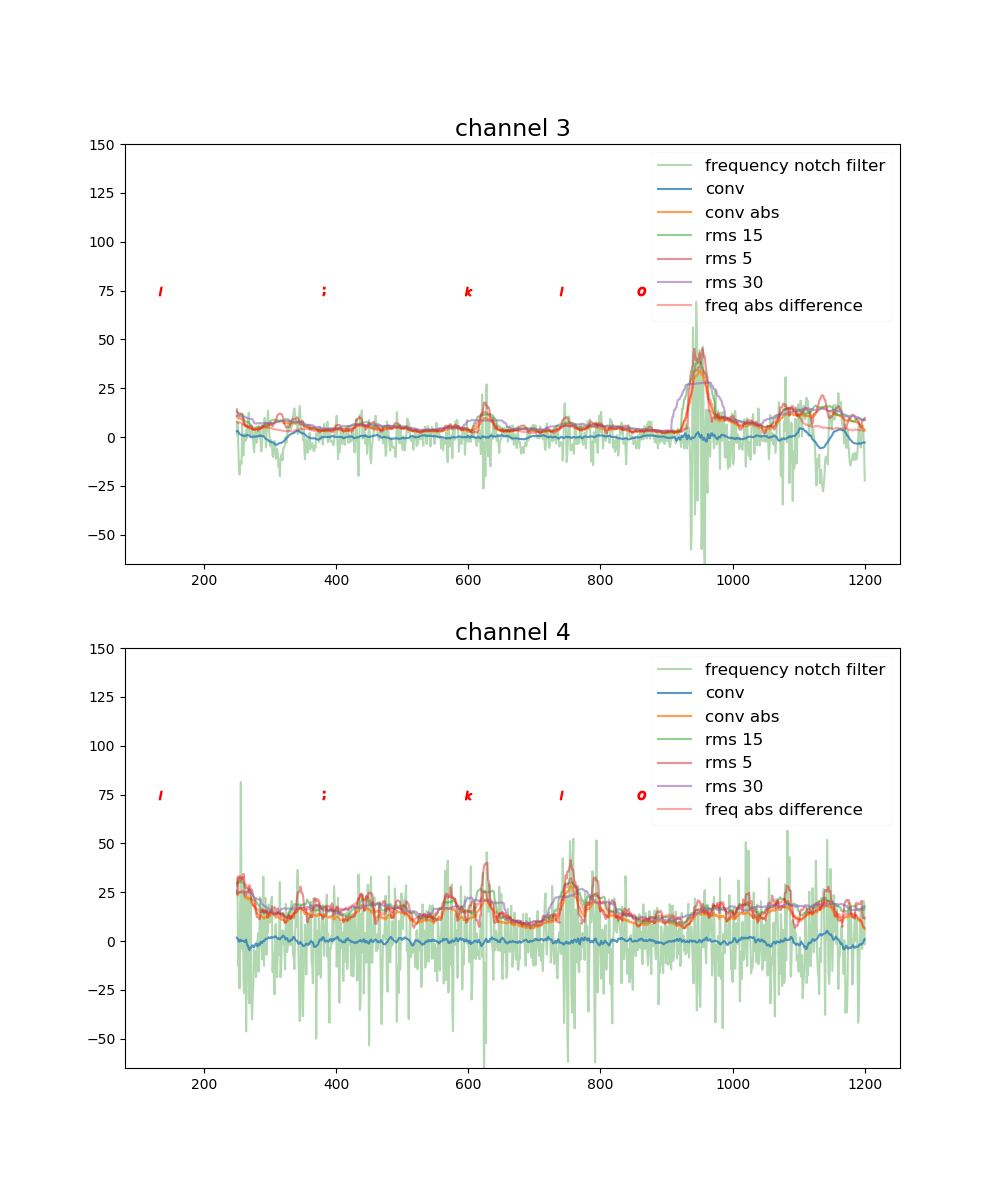 channel 3
150
125
100
75
50
25
0
−25
−50
frequency notch filter
conv
conv abs
rms 15
rms 5
rms 30
freq abs difference
l ; k l o
200 400 600 800 1000 1200
channel 4
150
125
100
75
50
25
0
−25
−50
frequency notch filter
conv
conv abs
rms 15
rms 5
rms 30
freq abs difference
l ; k l o
200 400 600 800 1000 1200